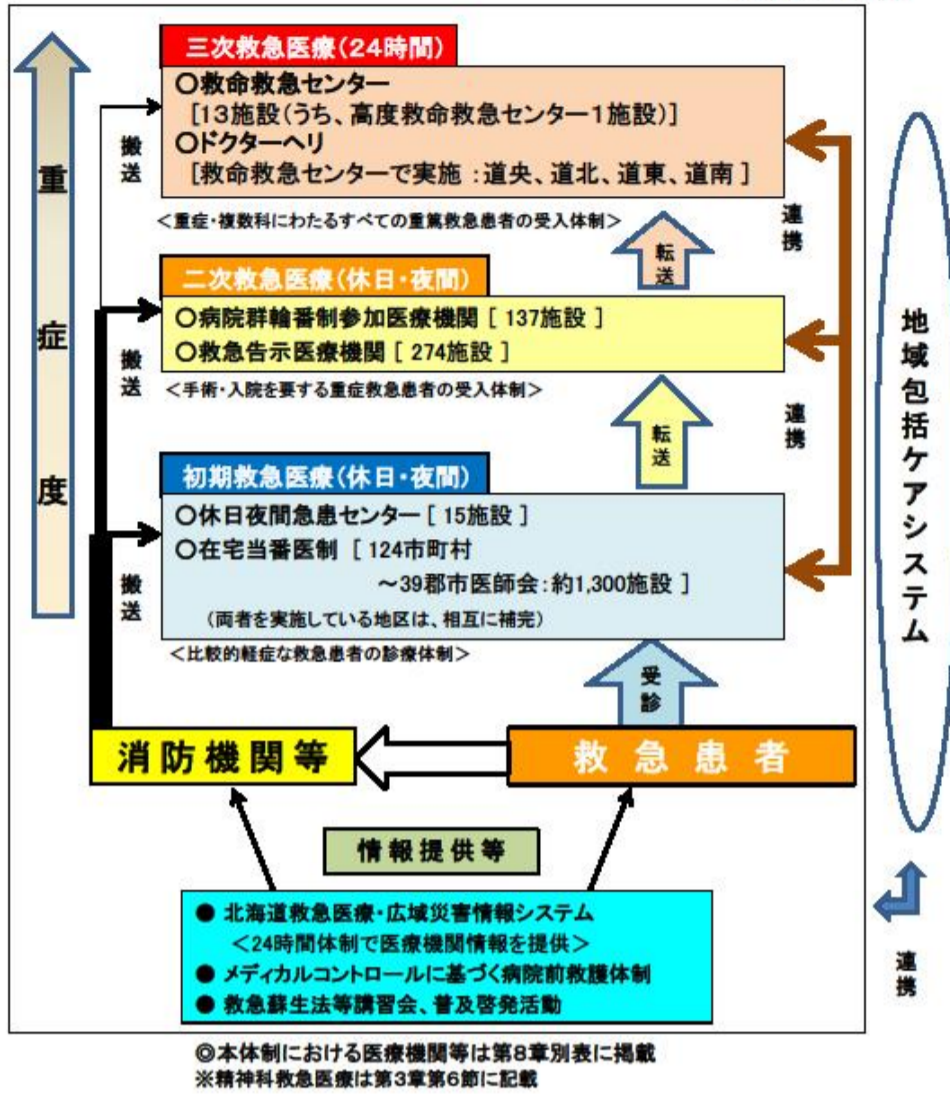 三次救急医療(24時間)
○救命救急センター
[13施設(うち、高度救命救急センター1施設)]
○ドクターヘリ
[救命救急センターで実施 :道央、道北、道東、道南 ]
<重症・複数科にわたるすべての重篤救急患者の受入体制>
搬送
連携
転送
二次救急医療(休日・夜間)
○病院群輪番制参加医療機関 [ 137施設 ]
○救急告示医療機関 [ 274施設 ]
<手術・入院を要する重症救急患者の受入体制>
搬送
連携
転送
初期救急医療(休日・夜間)
○休日夜間急患センター [ 15施設 ]
○在宅当番医制 [ 124市町村
~39郡市医師会:約1,300施設 ]
(両者を実施している地区は、相互に補完)
<比較的軽症な救急患者の診療体制>
搬送
受診
重症度
地域包括ケアシステム
消防機関等
救急患者
情報提供等
● 北海道救急医療・広域災害情報システム
<24時間体制で医療機関情報を提供>
● メディカルコントロールに基づく病院前救護体制
● 救急蘇生法等講習会、普及啓発活動
連携
◎本体制における医療機関等は第8章別表に掲載
※精神科救急医療は第3章第6節に記載